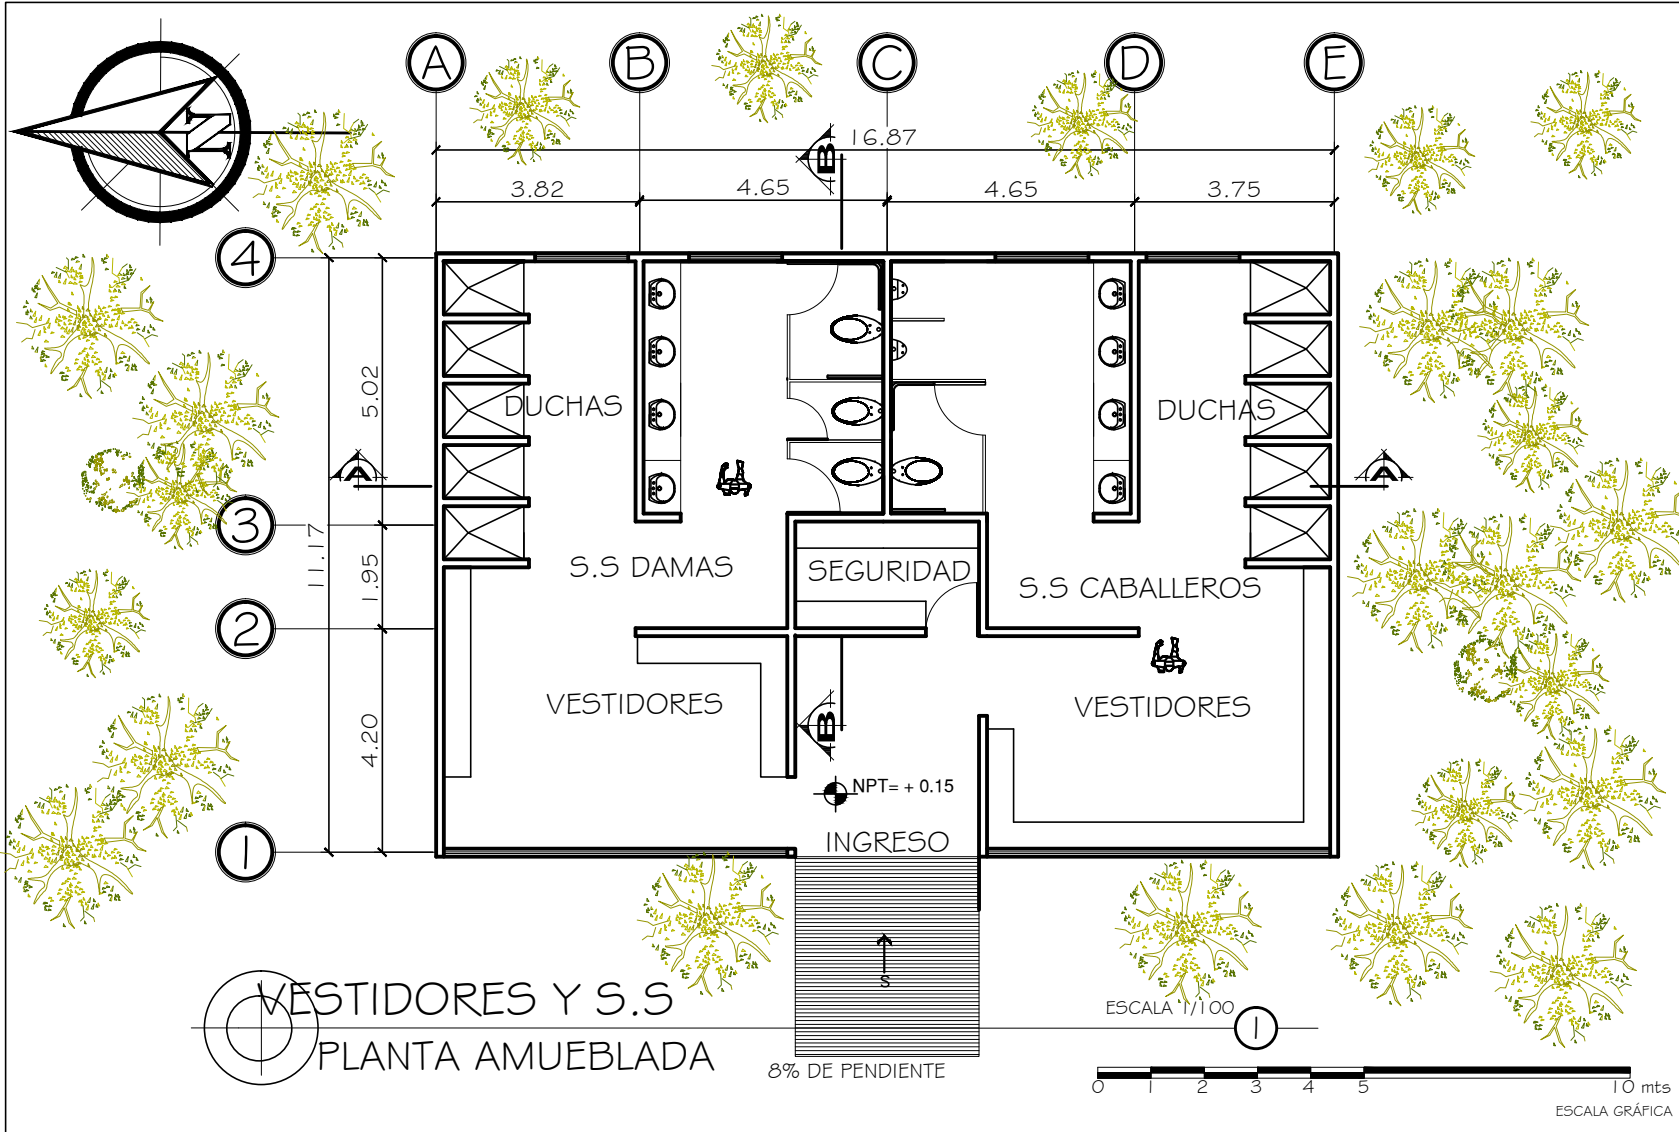 A B C D E
N
B
16.87
3.82 4.65 4.65 3.75
4
3
2
1
5.02
1.95
4.20
11.17
A
A
DUCHAS
DUCHAS
S.S DAMAS
SEGURIDAD
S.S CABALLEROS
VESTIDORES
VESTIDORES
B
NPT= + 0.15
INGRESO
S
VESTIDORES Y S.S
PLANTA AMUEBLADA
8% DE PENDIENTE
ESCALA 1/100
1
0 1 2 3 4 5 10 mts
ESCALA GRÁFICA